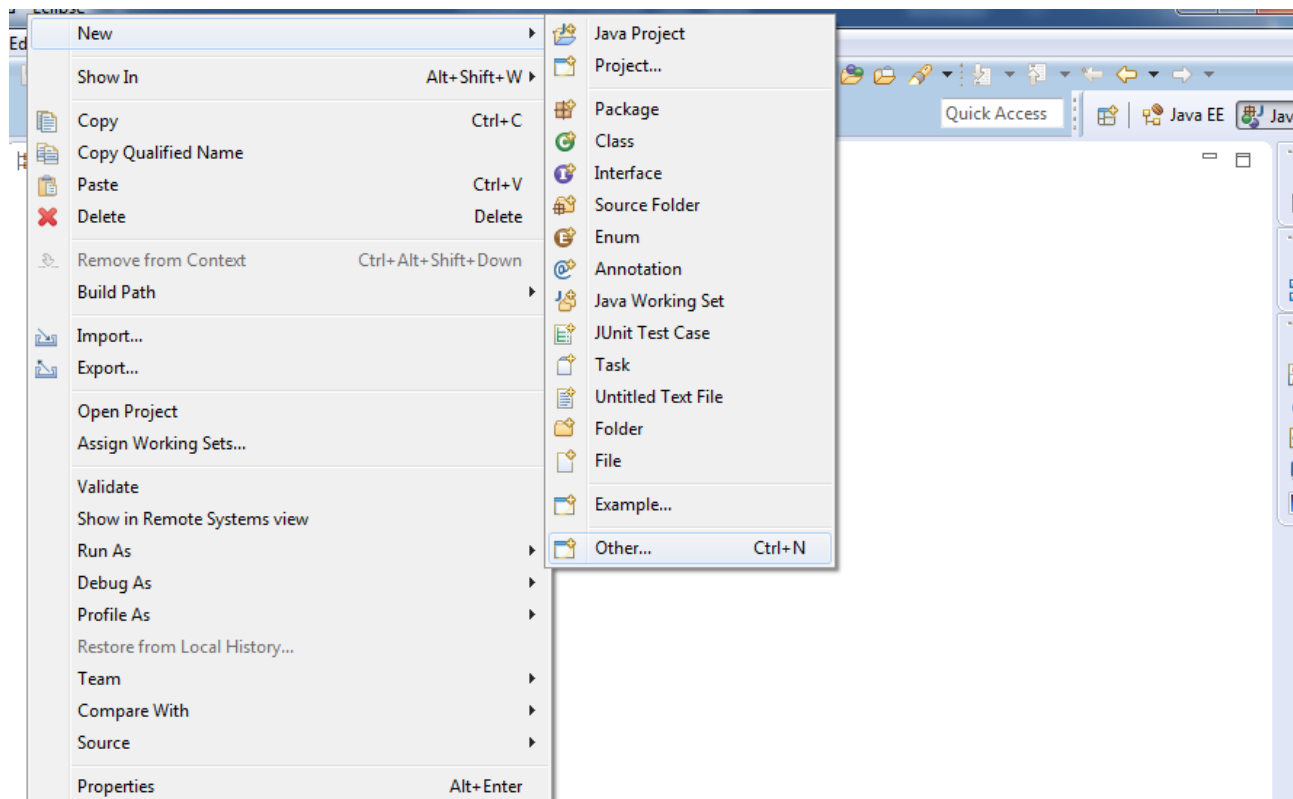 Eclipse
Ed
New
Show In Alt+Shift+W
Copy Ctrl+C
Copy Qualified Name
Paste Ctrl+V
Delete Delete
Remove from Context Ctrl+Alt+Shift+Down
Build Path
Import...
Export...
Open Project
Assign Working Sets...
Validate
Show in Remote Systems view
Run As
Debug As
Profile As
Restore from Local History...
Team
Compare With
Source
Properties Alt+Enter
Java Project
Project...
Package
Class
Interface
Source Folder
Enum
Annotation
Java Working Set
JUnit Test Case
Task
Untitled Text File
Folder
File
Example...
Other... Ctrl+N
Quick Access
Java EE
Jav